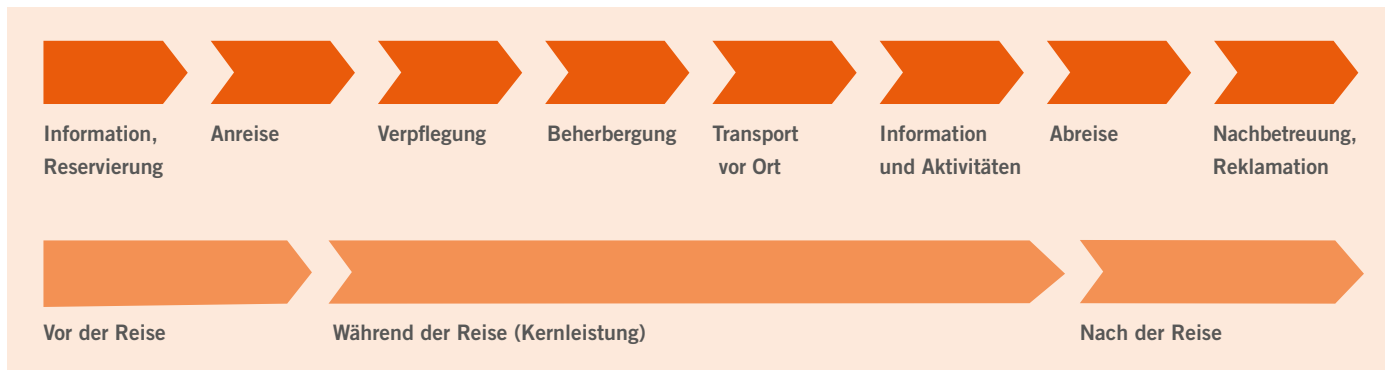 Information,
Reservierung
Anreise
Verpflegung
Beherbergung
Transport
vor Ort
Information
und Aktivitäten
Abreise
Nachbetreuung,
Reklamation
Vor der Reise
Während der Reise (Kernleistung)
Nach der Reise